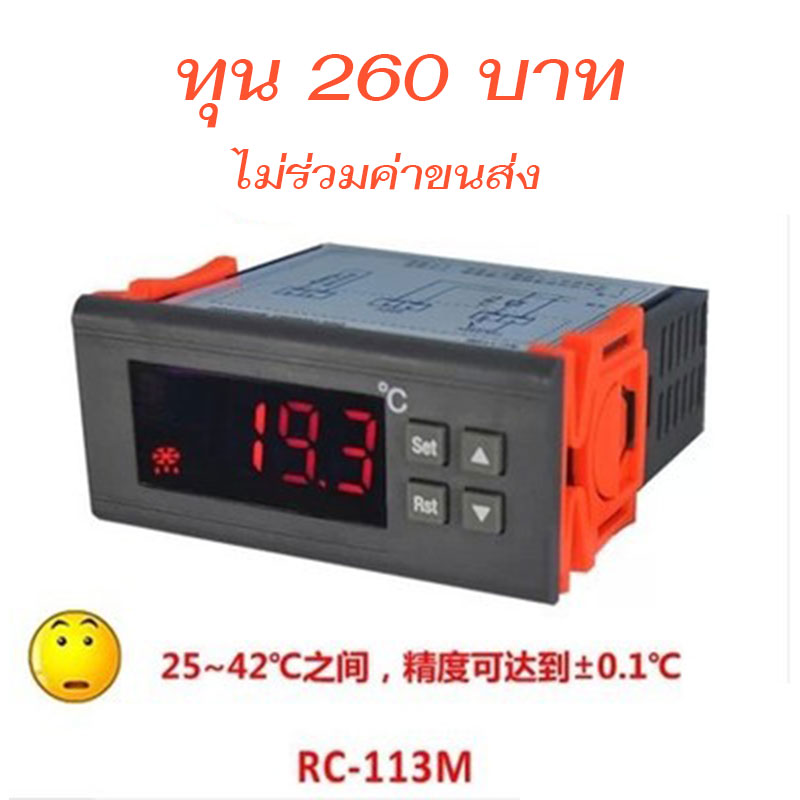 ทุน 260 บาท
ไม่ร่วมค่าขนส่ง
°C
19.3
Set
Rst
25~42℃之间，精度可达到±0.1℃
RC-113M